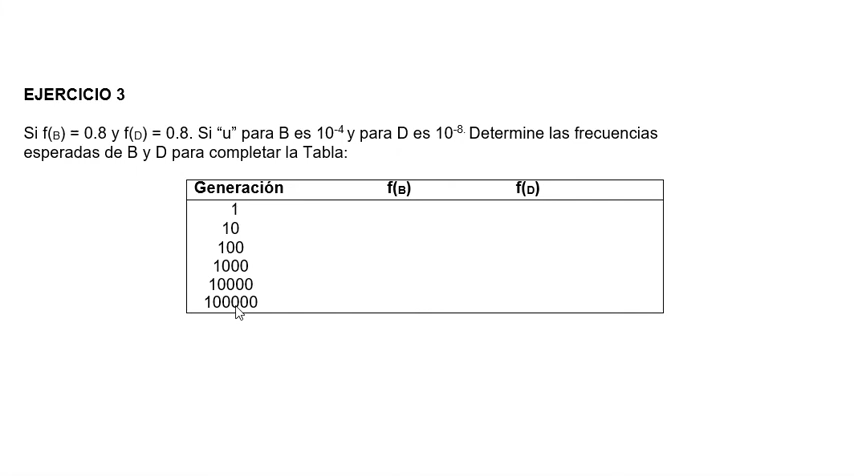 EJERCICIO 3
Si f(B) = 0.8 y f(D) = 0.8. Si “u” para B es 10-4 y para D es 10-8. Determine las frecuencias
esperadas de B y D para completar la Tabla:
Generación f(B) f(D)
1
10
100
1000
10000
100000